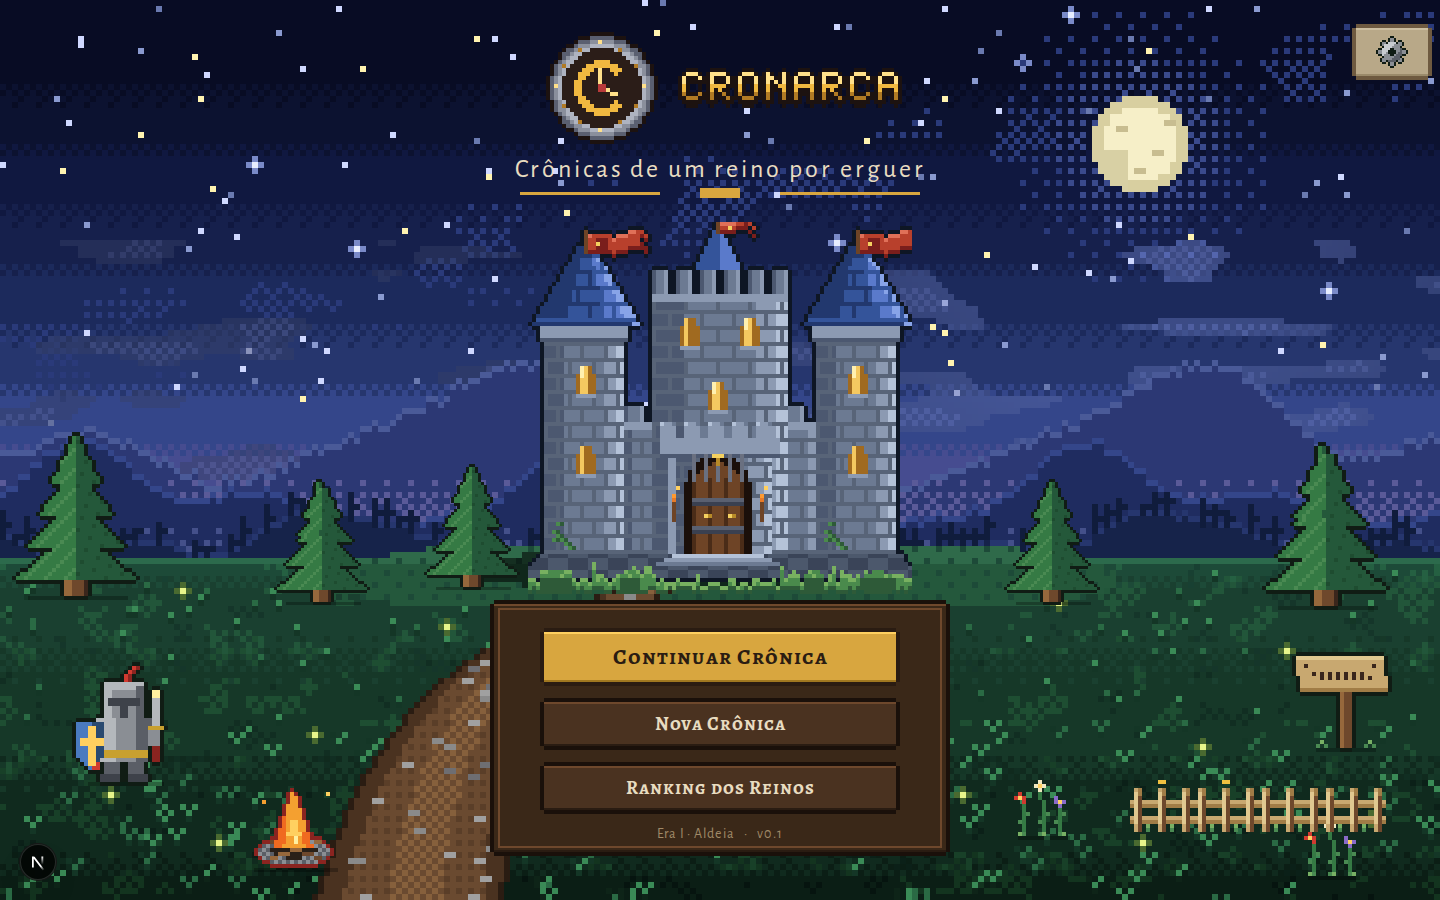 CRONARCA
Crônicas de um reino por erguer
Continuar Crônica
Nova Crônica
Ranking dos Reinos
Era I · Aldeia · v0.1
N